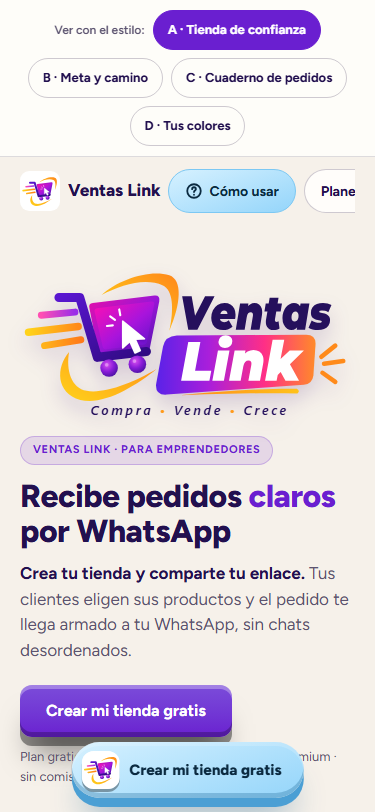 Ver con el estilo: A · Tienda de confianza
B · Meta y camino C · Cuaderno de pedidos
D · Tus colores
Ventas Link Cómo usar Plane
Ventas
Link
Compra • Vende • Crece
VENTAS LINK · PARA EMPRENDEDORES
Recibe pedidos claros
por WhatsApp
Crea tu tienda y comparte tu enlace. Tus
clientes eligen sus productos y el pedido te
llega armado a tu WhatsApp, sin chats
desordenados.
Crear mi tienda gratis
Plan grati
Crear mi tienda gratis
mium ·
sin comis